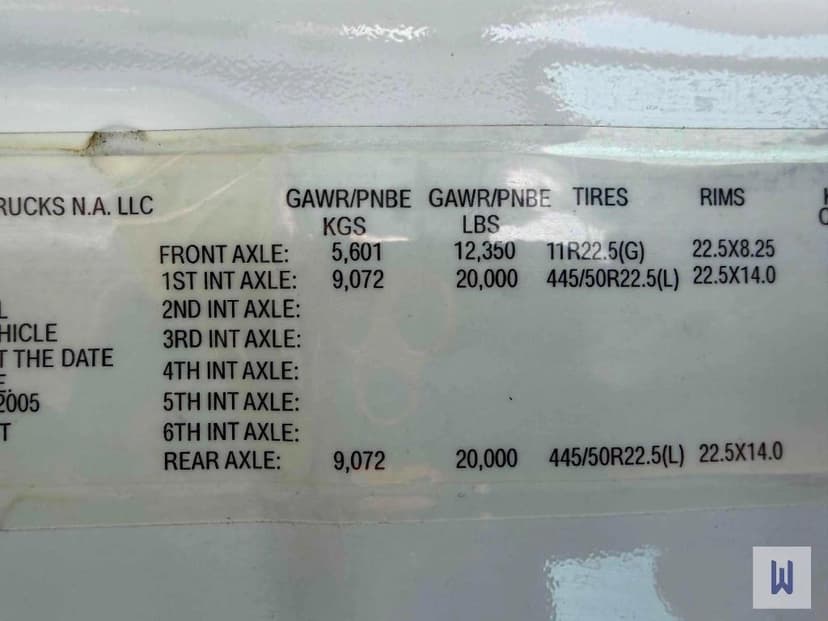 RUCKS N.A. LLC GAWR/PNBE GAWR/PNBE TIRES RIMS
KGS LBS
FRONT AXLE: 5,601 12,350 11R22.5(G) 22.5X8.25
1ST INT AXLE: 9,072 20,000 445/50R22.5(L) 22.5X14.0
L 2ND INT AXLE:
HICLE 3RD INT AXLE:
T THE DATE 4TH INT AXLE:
E.
2005 5TH INT AXLE:
T 6TH INT AXLE:
REAR AXLE: 9,072 20,000 445/50R22.5(L) 22.5X14.0
W